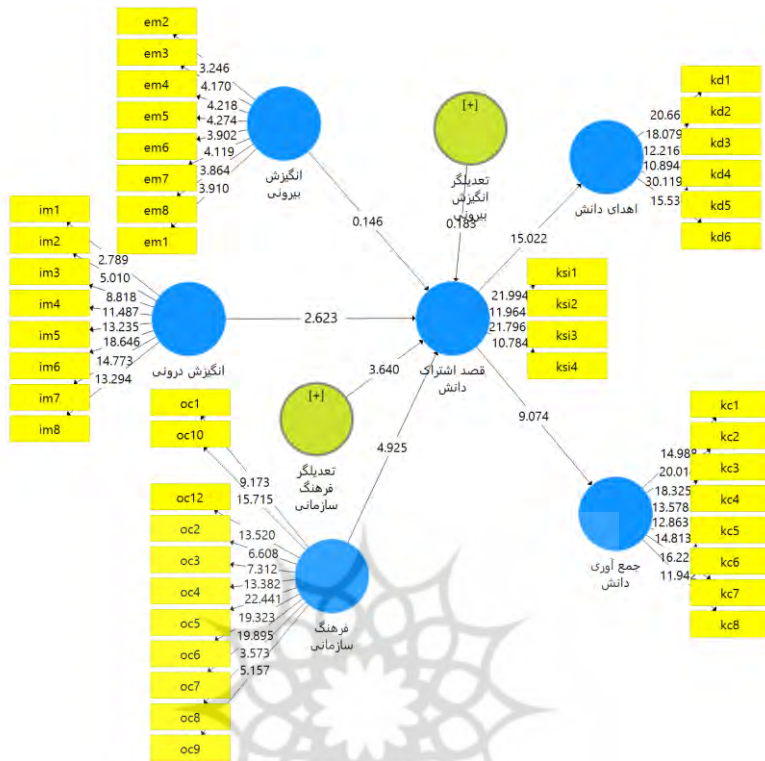 em2
em3
em4
em5
em6
em7
em8
em1
3.246
4.170
4.218
4.274
3.902
4.119
3.864
3.910
انگیزش
بیرونی
0.146
[+]
تعدیلگر
انگیزش
بیرونی
0.183
kd1
kd2
kd3
kd4
kd5
kd6
20.66
18.079
12.216
10.894
30.119
15.53
اهدای دانش
15.022
im1
im2
im3
im4
im5
im6
im7
im8
2.789
5.010
8.818
11.487
13.235
18.646
14.773
13.294
انگیزش درونی
2.623
ksi1
ksi2
ksi3
ksi4
21.994
11.964
21.796
10.784
قصد اشتراک
دانش
3.640
[+]
تعدیلگر
فرهنگ
سازمانی
4.925
9.074
oc1
oc10
oc12
oc2
oc3
oc4
oc5
oc6
oc7
oc8
oc9
9.173
15.715
13.520
6.608
7.312
13.382
22.441
19.323
19.895
3.573
5.157
فرهنگ
سازمانی
kc1
kc2
kc3
kc4
kc5
kc6
kc7
kc8
14.988
20.01
18.325
13.578
12.863
14.813
16.22
11.942
جمع آوری
دانش